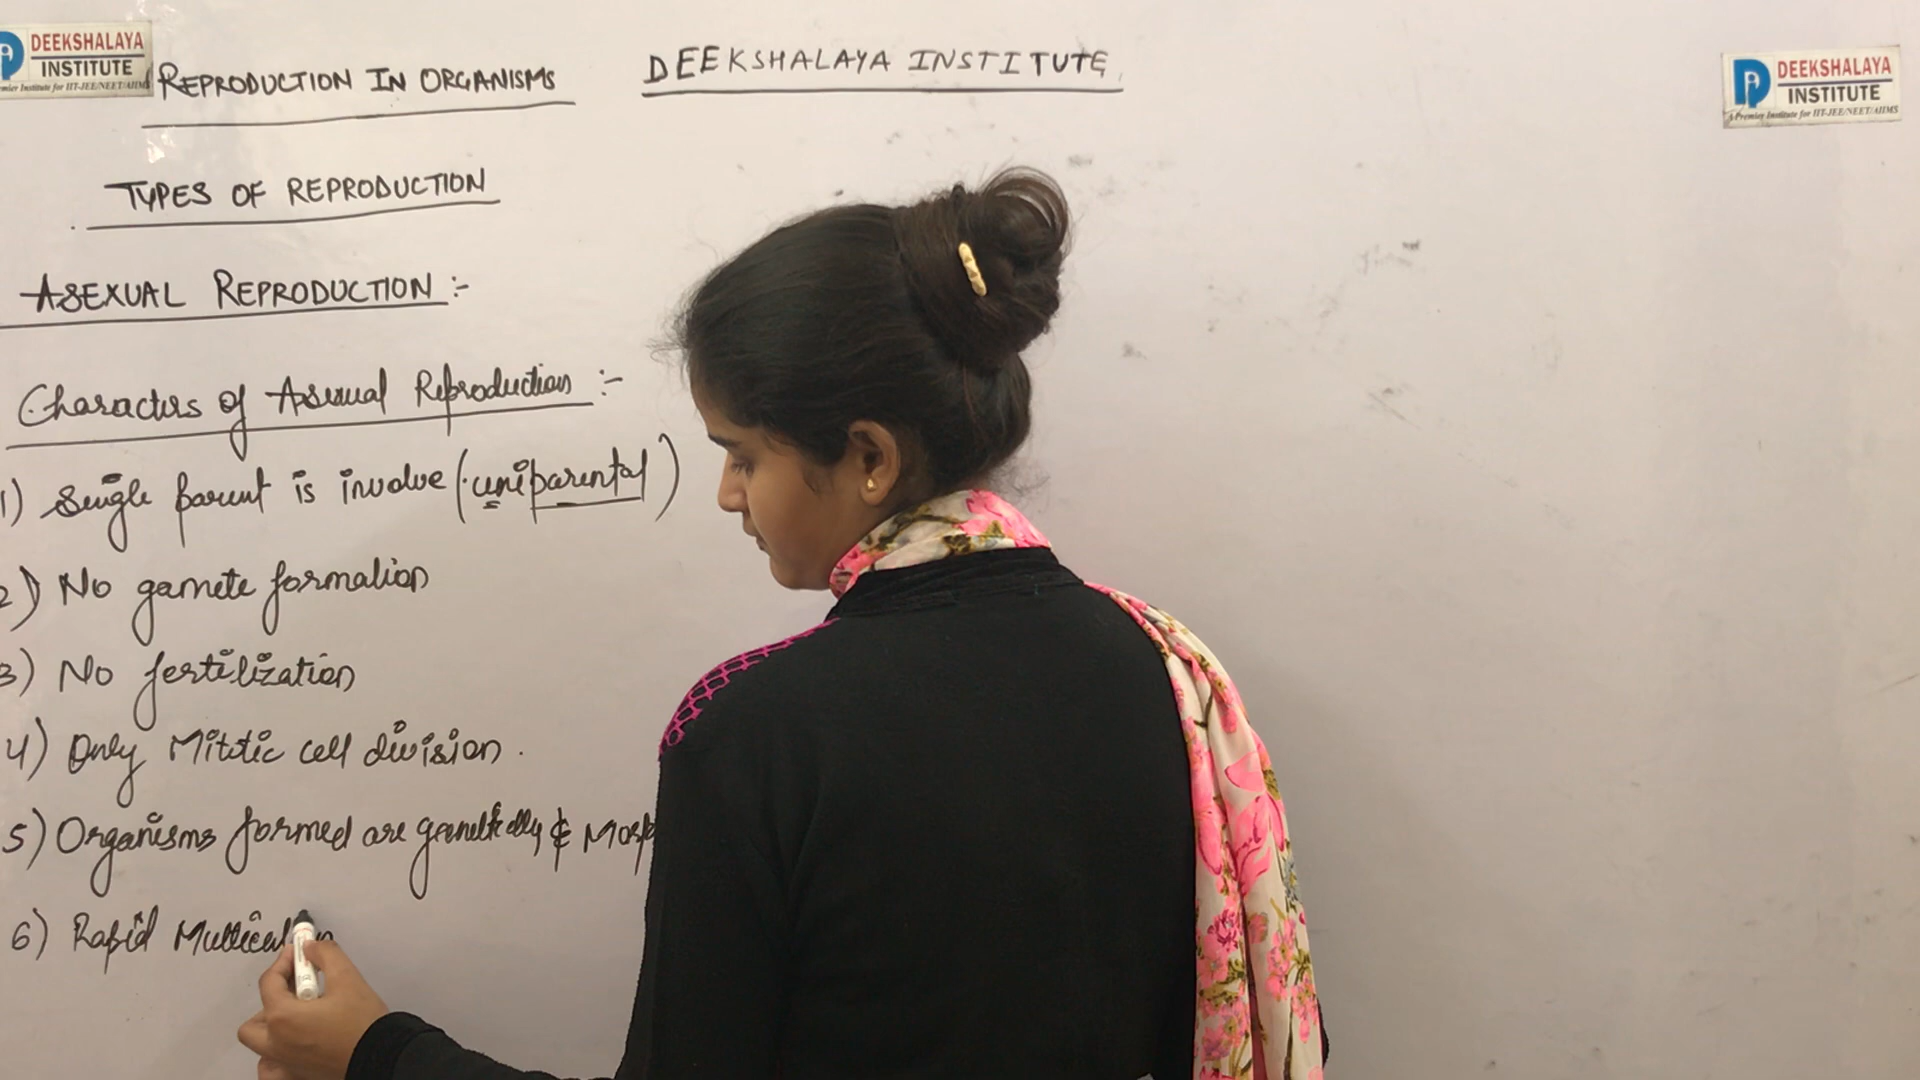 DEEKSHALAYA
INSTITUTE
mier Institute for IIT-JEE/NEET/AIIMS
REPRODUCTION IN ORGANISMS
DEEKSHALAYA INSTITUTE
DEEKSHALAYA
INSTITUTE
A Premier Institute for IIT-JEE/NEET/AIIMS
TYPES OF REPRODUCTION
ASEXUAL REPRODUCTION :-
Characters of Asexual Reproduction :-
1) Single parent is involve (uniparental)
2) No gamete formation
3) No fertilization
4) Only Mitotic cell division.
5) Organisms formed are genetically & Morp
6) Rapid